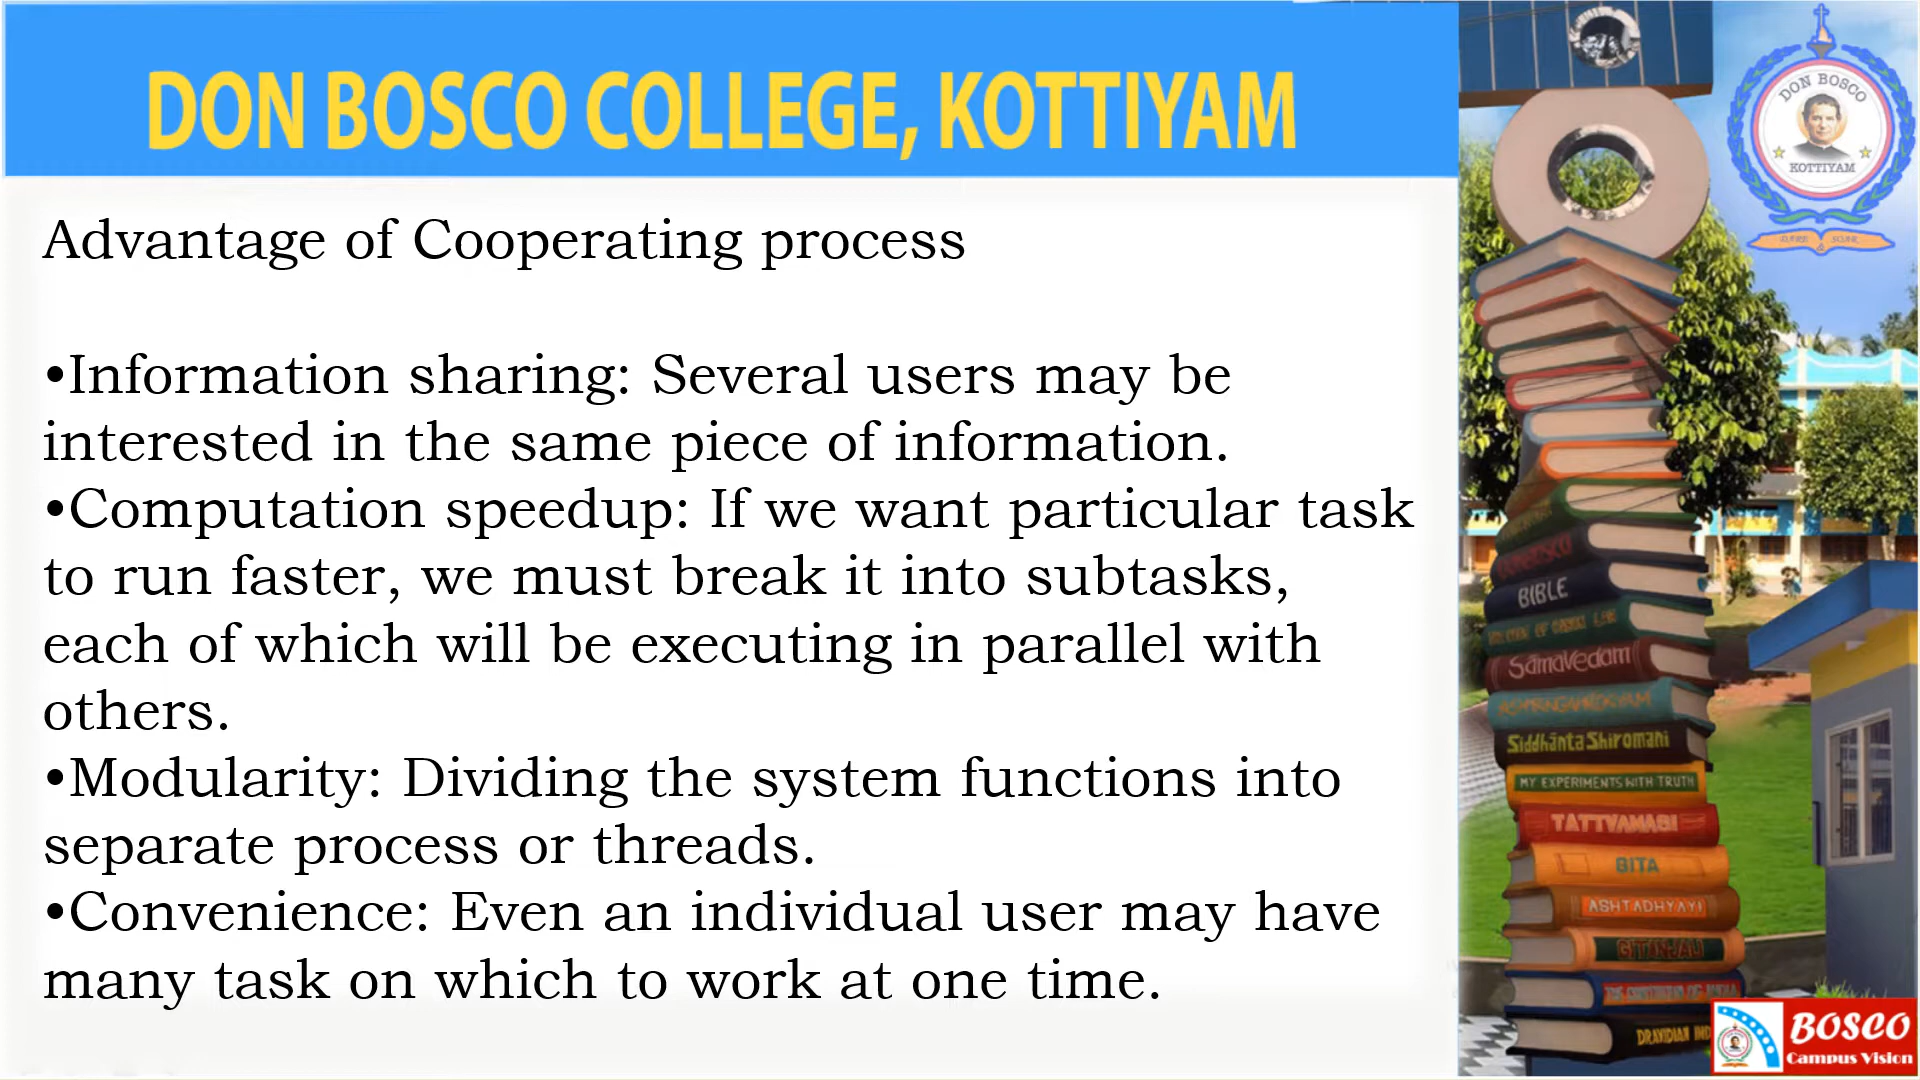 DON BOSCO COLLEGE, KOTTIYAM
DON BOSCO
KOTTIYAM
Advantage of Cooperating process
•Information sharing: Several users may be
interested in the same piece of information.
•Computation speedup: If we want particular task
to run faster, we must break it into subtasks,
each of which will be executing in parallel with
others.
•Modularity: Dividing the system functions into
separate process or threads.
•Convenience: Even an individual user may have
many task on which to work at one time.
BIBLE
SāmaVedam
Siddhānta Shiromani
MY EXPERIMENTS WITH TRUTH
GITA
ASHTADHYAYI
GITANJALI
DRAVIDIAN
BOSCO
Campus Vision